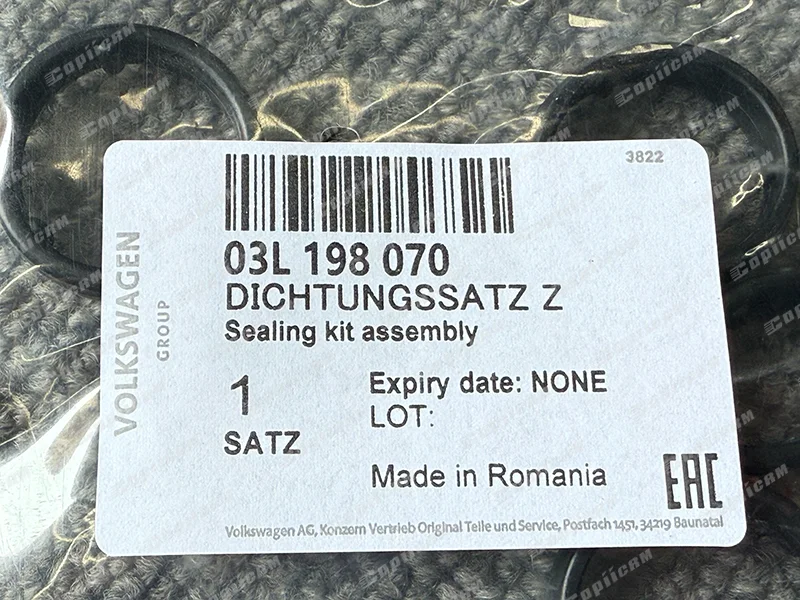 3822
VOLKSWAGEN
GROUP
03L 198 070
DICHTUNGSSATZ Z
Sealing kit assembly
1
SATZ
Expiry date: NONE
LOT:
Made in Romania
EAC
Volkswagen AG, Konzern Vertrieb Original Teile und Service, Postfach 1451, 34219 Baunatal
CopiiCAM